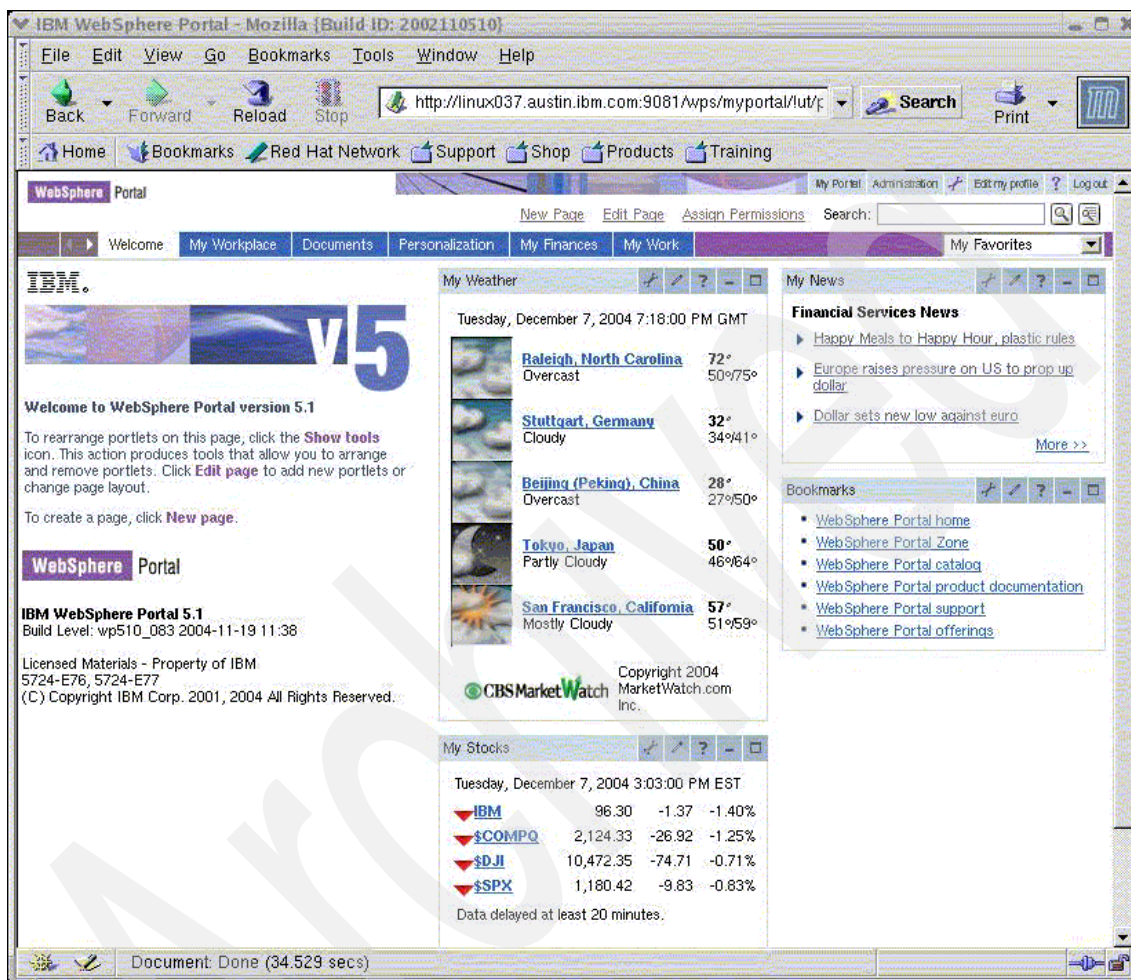 IBM WebSphere Portal - Mozilla {Build ID: 2002110510}
File Edit View Go Bookmarks Tools Window Help
Back Forward Reload Stop http://linux037.austin.ibm.com:9081/wps/myportal/!ut/p Search Print
Home Bookmarks Red Hat Network Support Shop Products Training
WebSphere Portal
My Portal Administration Edit my profile ? Log out
New Page Edit Page Assign Permissions Search:
Welcome My Workplace Documents Personalization My Finances My Work My Favorites
IBM.
v5
Welcome to WebSphere Portal version 5.1
To rearrange portlets on this page, click the Show tools
icon. This action produces tools that allow you to arrange
and remove portlets. Click Edit page to add new portlets or
change page layout.
To create a page, click New page.
WebSphere Portal
IBM WebSphere Portal 5.1
Build Level: wp510_083 2004-11-19 11:38
Licensed Materials - Property of IBM
5724-E76, 5724-E77
(C) Copyright IBM Corp. 2001, 2004 All Rights Reserved.
My Weather
Tuesday, December 7, 2004 7:18:00 PM GMT
Raleigh, North Carolina 72°
Overcast 50°/75°
Stuttgart, Germany 32°
Cloudy 34°/41°
Beijing (Peking), China 28°
Overcast 27°/50°
Tokyo, Japan 50°
Partly Cloudy 46°/64°
San Francisco, California 57°
Mostly Cloudy 51°/59°
CBS MarketWatch
Copyright 2004
MarketWatch.com
Inc.
My Stocks
Tuesday, December 7, 2004 3:03:00 PM EST
IBM 96.30 -1.37 -1.40%
$COMPQ 2,124.33 -26.92 -1.25%
$DJI 10,472.35 -74.71 -0.71%
$SPX 1,180.42 -9.83 -0.83%
Data delayed at least 20 minutes.
My News
Financial Services News
Happy Meals to Happy Hour, plastic rules
Europe raises pressure on US to prop up
dollar
Dollar sets new low against euro
More >>
Bookmarks
WebSphere Portal home
WebSphere Portal Zone
WebSphere Portal catalog
WebSphere Portal product documentation
WebSphere Portal support
WebSphere Portal offerings
Document: Done (34.529 secs)
Archived